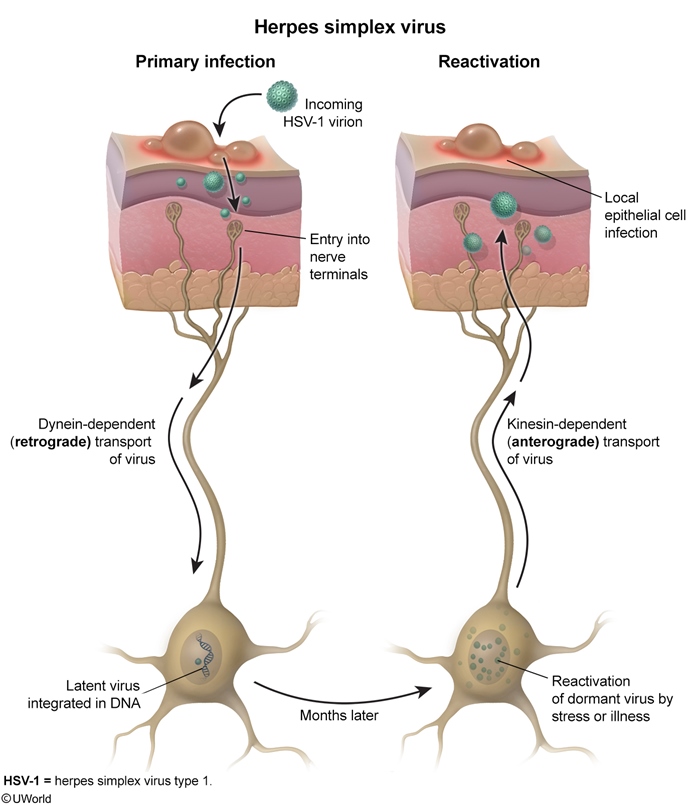 Herpes simplex virus
Primary infection
Reactivation
Incoming
HSV-1 virion
Entry into
nerve
terminals
Local
epithelial cell
infection
Dynein-dependent
(retrograde) transport
of virus
Kinesin-dependent
(anterograde) transport
of virus
Latent virus
integrated in DNA
Months later
Reactivation
of dormant virus by
stress or illness
HSV-1 = herpes simplex virus type 1.
©UWorld